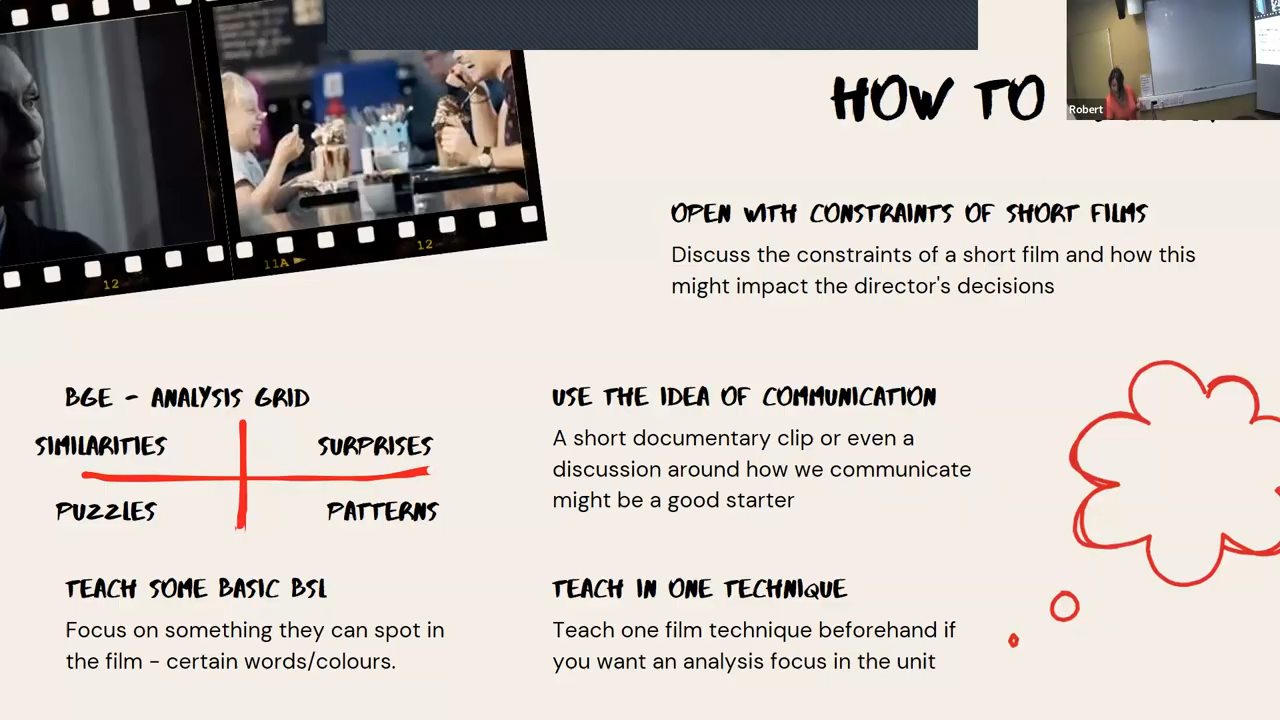 HOW TO
Robert
OPEN WITH CONSTRAINTS OF SHORT FILMS
Discuss the constraints of a short film and how this
might impact the director's decisions
BGE - ANALYSIS GRID
SIMILARITIES
SURPRISES
PUZZLES
PATTERNS
USE THE IDEA OF COMMUNICATION
A short documentary clip or even a
discussion around how we communicate
might be a good starter
TEACH SOME BASIC BSL
Focus on something they can spot in
the film - certain words/colours.
TEACH IN ONE TECHNIQUE
Teach one film technique beforehand if
you want an analysis focus in the unit
12
11A
12